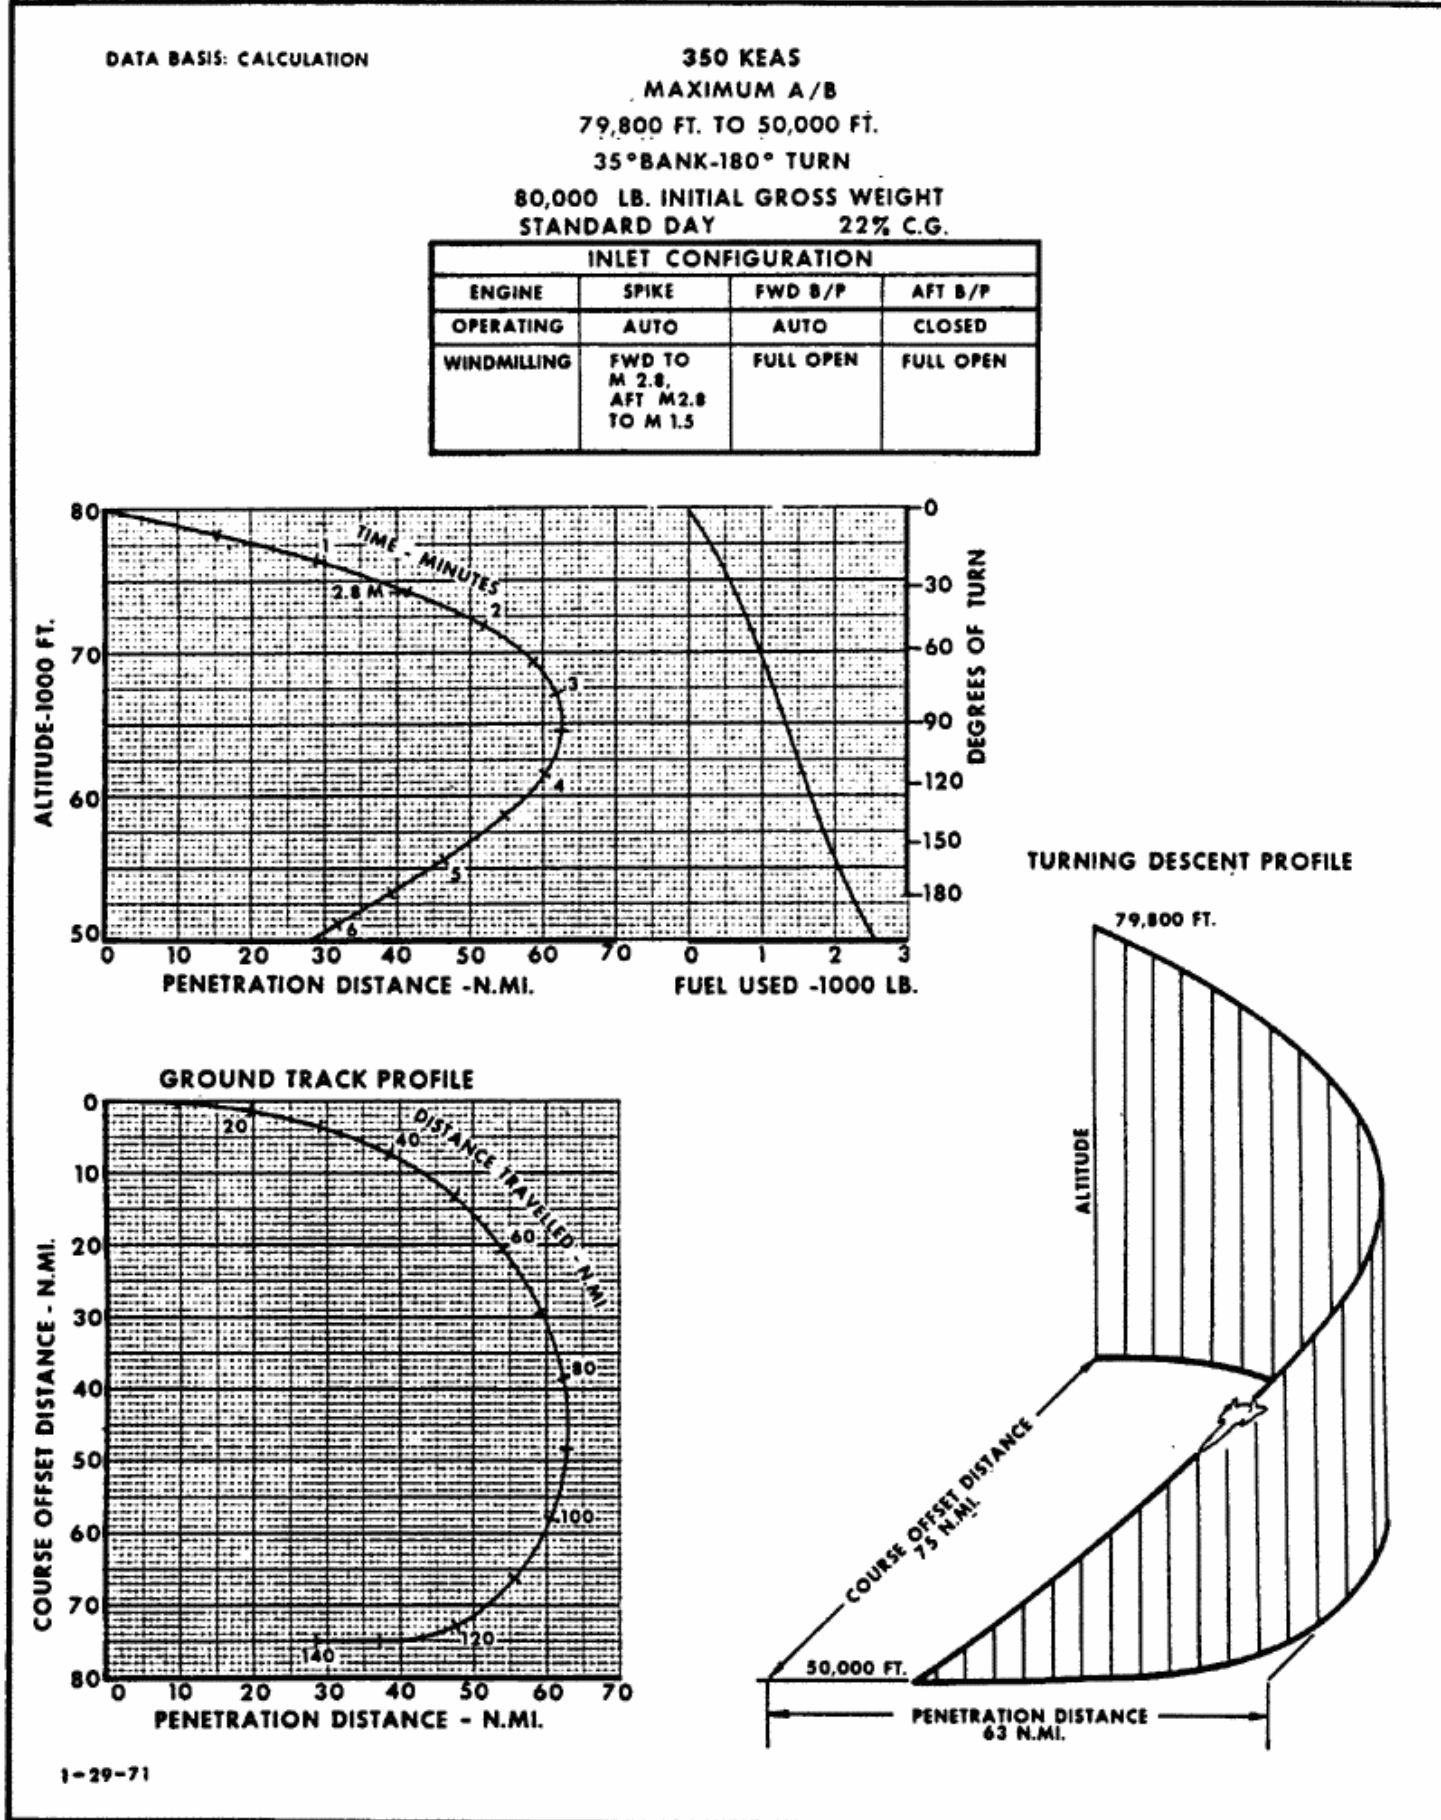 DATA BASIS: CALCULATION
350 KEAS
MAXIMUM A/B
79,800 FT. TO 50,000 FT.
35°BANK-180° TURN
80,000 LB. INITIAL GROSS WEIGHT
STANDARD DAY 22% C.G.
INLET CONFIGURATION
ENGINE SPIKE FWD B/P AFT B/P
OPERATING AUTO AUTO CLOSED
WINDMILLING FWD TO FULL OPEN FULL OPEN
M 2.8,
AFT M2.8
TO M 1.5
ALTITUDE-1000 FT.
80
70
60
50
TIME - MINUTES
1
2.8 M
2
3
4
5
6
0 10 20 30 40 50 60 70
PENETRATION DISTANCE -N.MI.
0 1 2 3
FUEL USED -1000 LB.
0
30
60
90
120
150
180
DEGREES OF TURN
GROUND TRACK PROFILE
COURSE OFFSET DISTANCE - N.MI.
0
10
20
30
40
50
60
70
80
DISTANCE TRAVELLED - N.MI.
20
40
60
80
100
120
140
0 10 20 30 40 50 60 70
PENETRATION DISTANCE - N.MI.
TURNING DESCENT PROFILE
79,800 FT.
ALTITUDE
COURSE OFFSET DISTANCE
75 N.MI.
50,000 FT.
PENETRATION DISTANCE
63 N.MI.
1-29-71